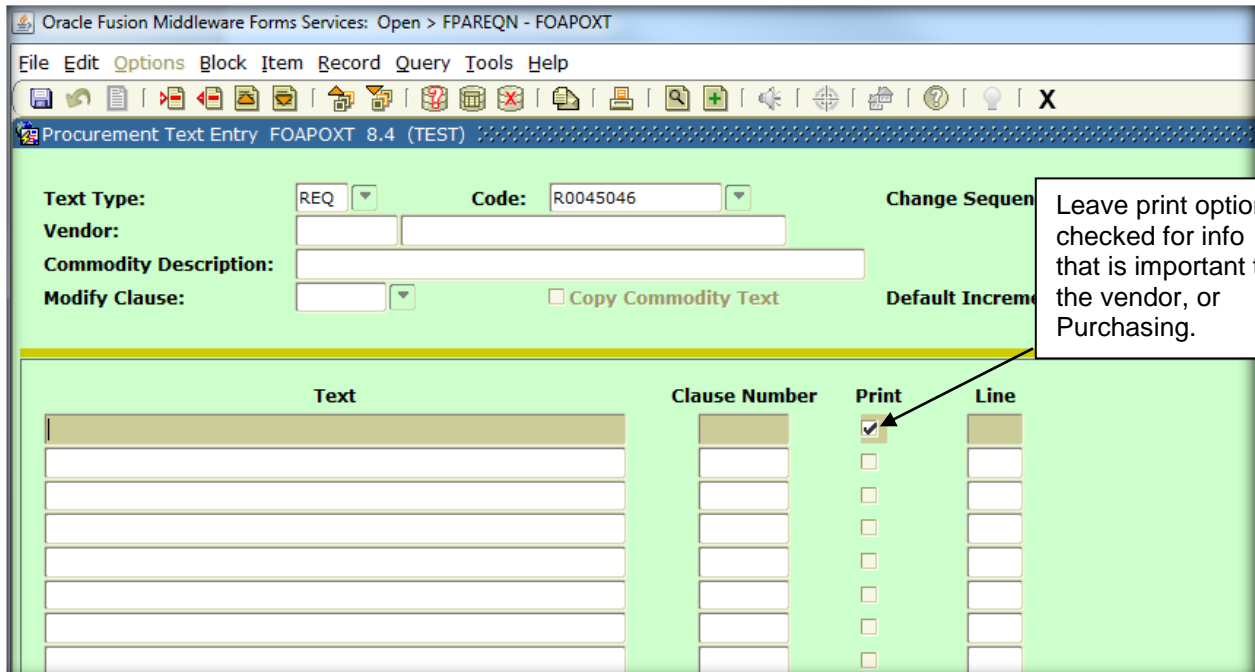 Oracle Fusion Middleware Forms Services: Open > FPAREQN - FOAPOXT
File Edit Options Block Item Record Query Tools Help
X
Procurement Text Entry FOAPOXT 8.4 (TEST)
Text Type: REQ Code: R0045046 Change Sequen
Vendor:
Commodity Description:
Modify Clause: Copy Commodity Text Default Increme
Leave print option
checked for info
that is important t
the vendor, or
Purchasing.
Text Clause Number Print Line